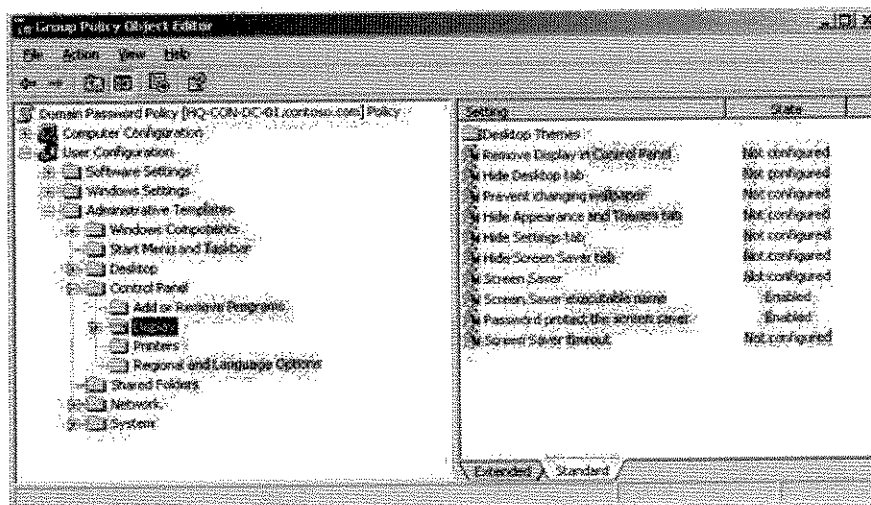 Group Policy Object Editor
File Action View Help
Domain Password Policy [HQ-CON-DC-01.contoso.com] Policy
Computer Configuration
User Configuration
Software Settings
Windows Settings
Administrative Templates
Windows Components
Start Menu and Taskbar
Desktop
Control Panel
Add or Remove Programs
Display
Printers
Regional and Language Options
Shared Folders
Network
System
Setting State
Desktop Themes
Remove Display in Control Panel Not configured
Hide Desktop tab Not configured
Prevent changing wallpaper Not configured
Hide Appearance and Themes tab Not configured
Hide Settings tab Not configured
Hide Screen Saver tab Not configured
Screen Saver Not configured
Screen Saver executable name Enabled
Password protect the screen saver Enabled
Screen Saver timeout Not configured
Extended Standard